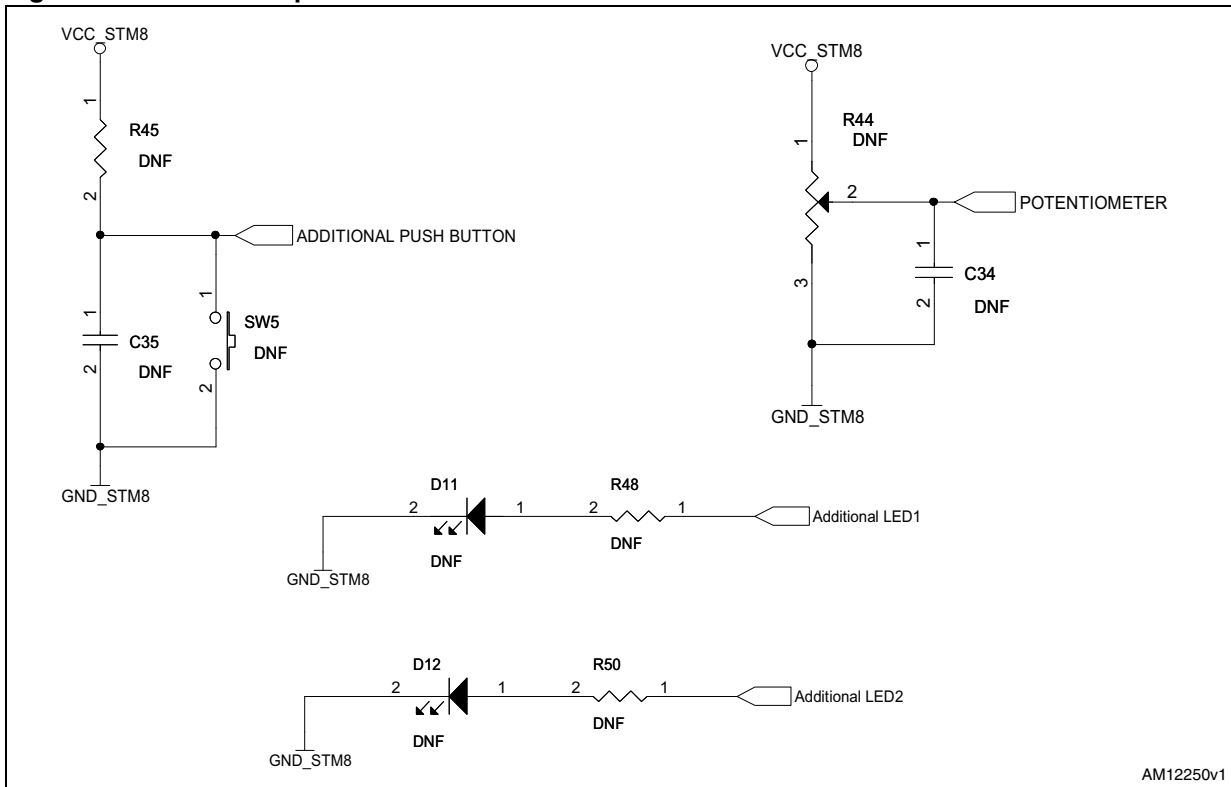 VCC_STM8
1
R45
DNF
2
ADDITIONAL PUSH BUTTON
1
C35
DNF
2
1
SW5
DNF
2
GND_STM8
VCC_STM8
R44
DNF
1
2
POTENTIOMETER
3
1
C34
DNF
2
GND_STM8
D11
2
1
DNF
R48
2
1
DNF
Additional LED1
GND_STM8
D12
2
1
DNF
R50
2
1
DNF
Additional LED2
GND_STM8
AM12250v1